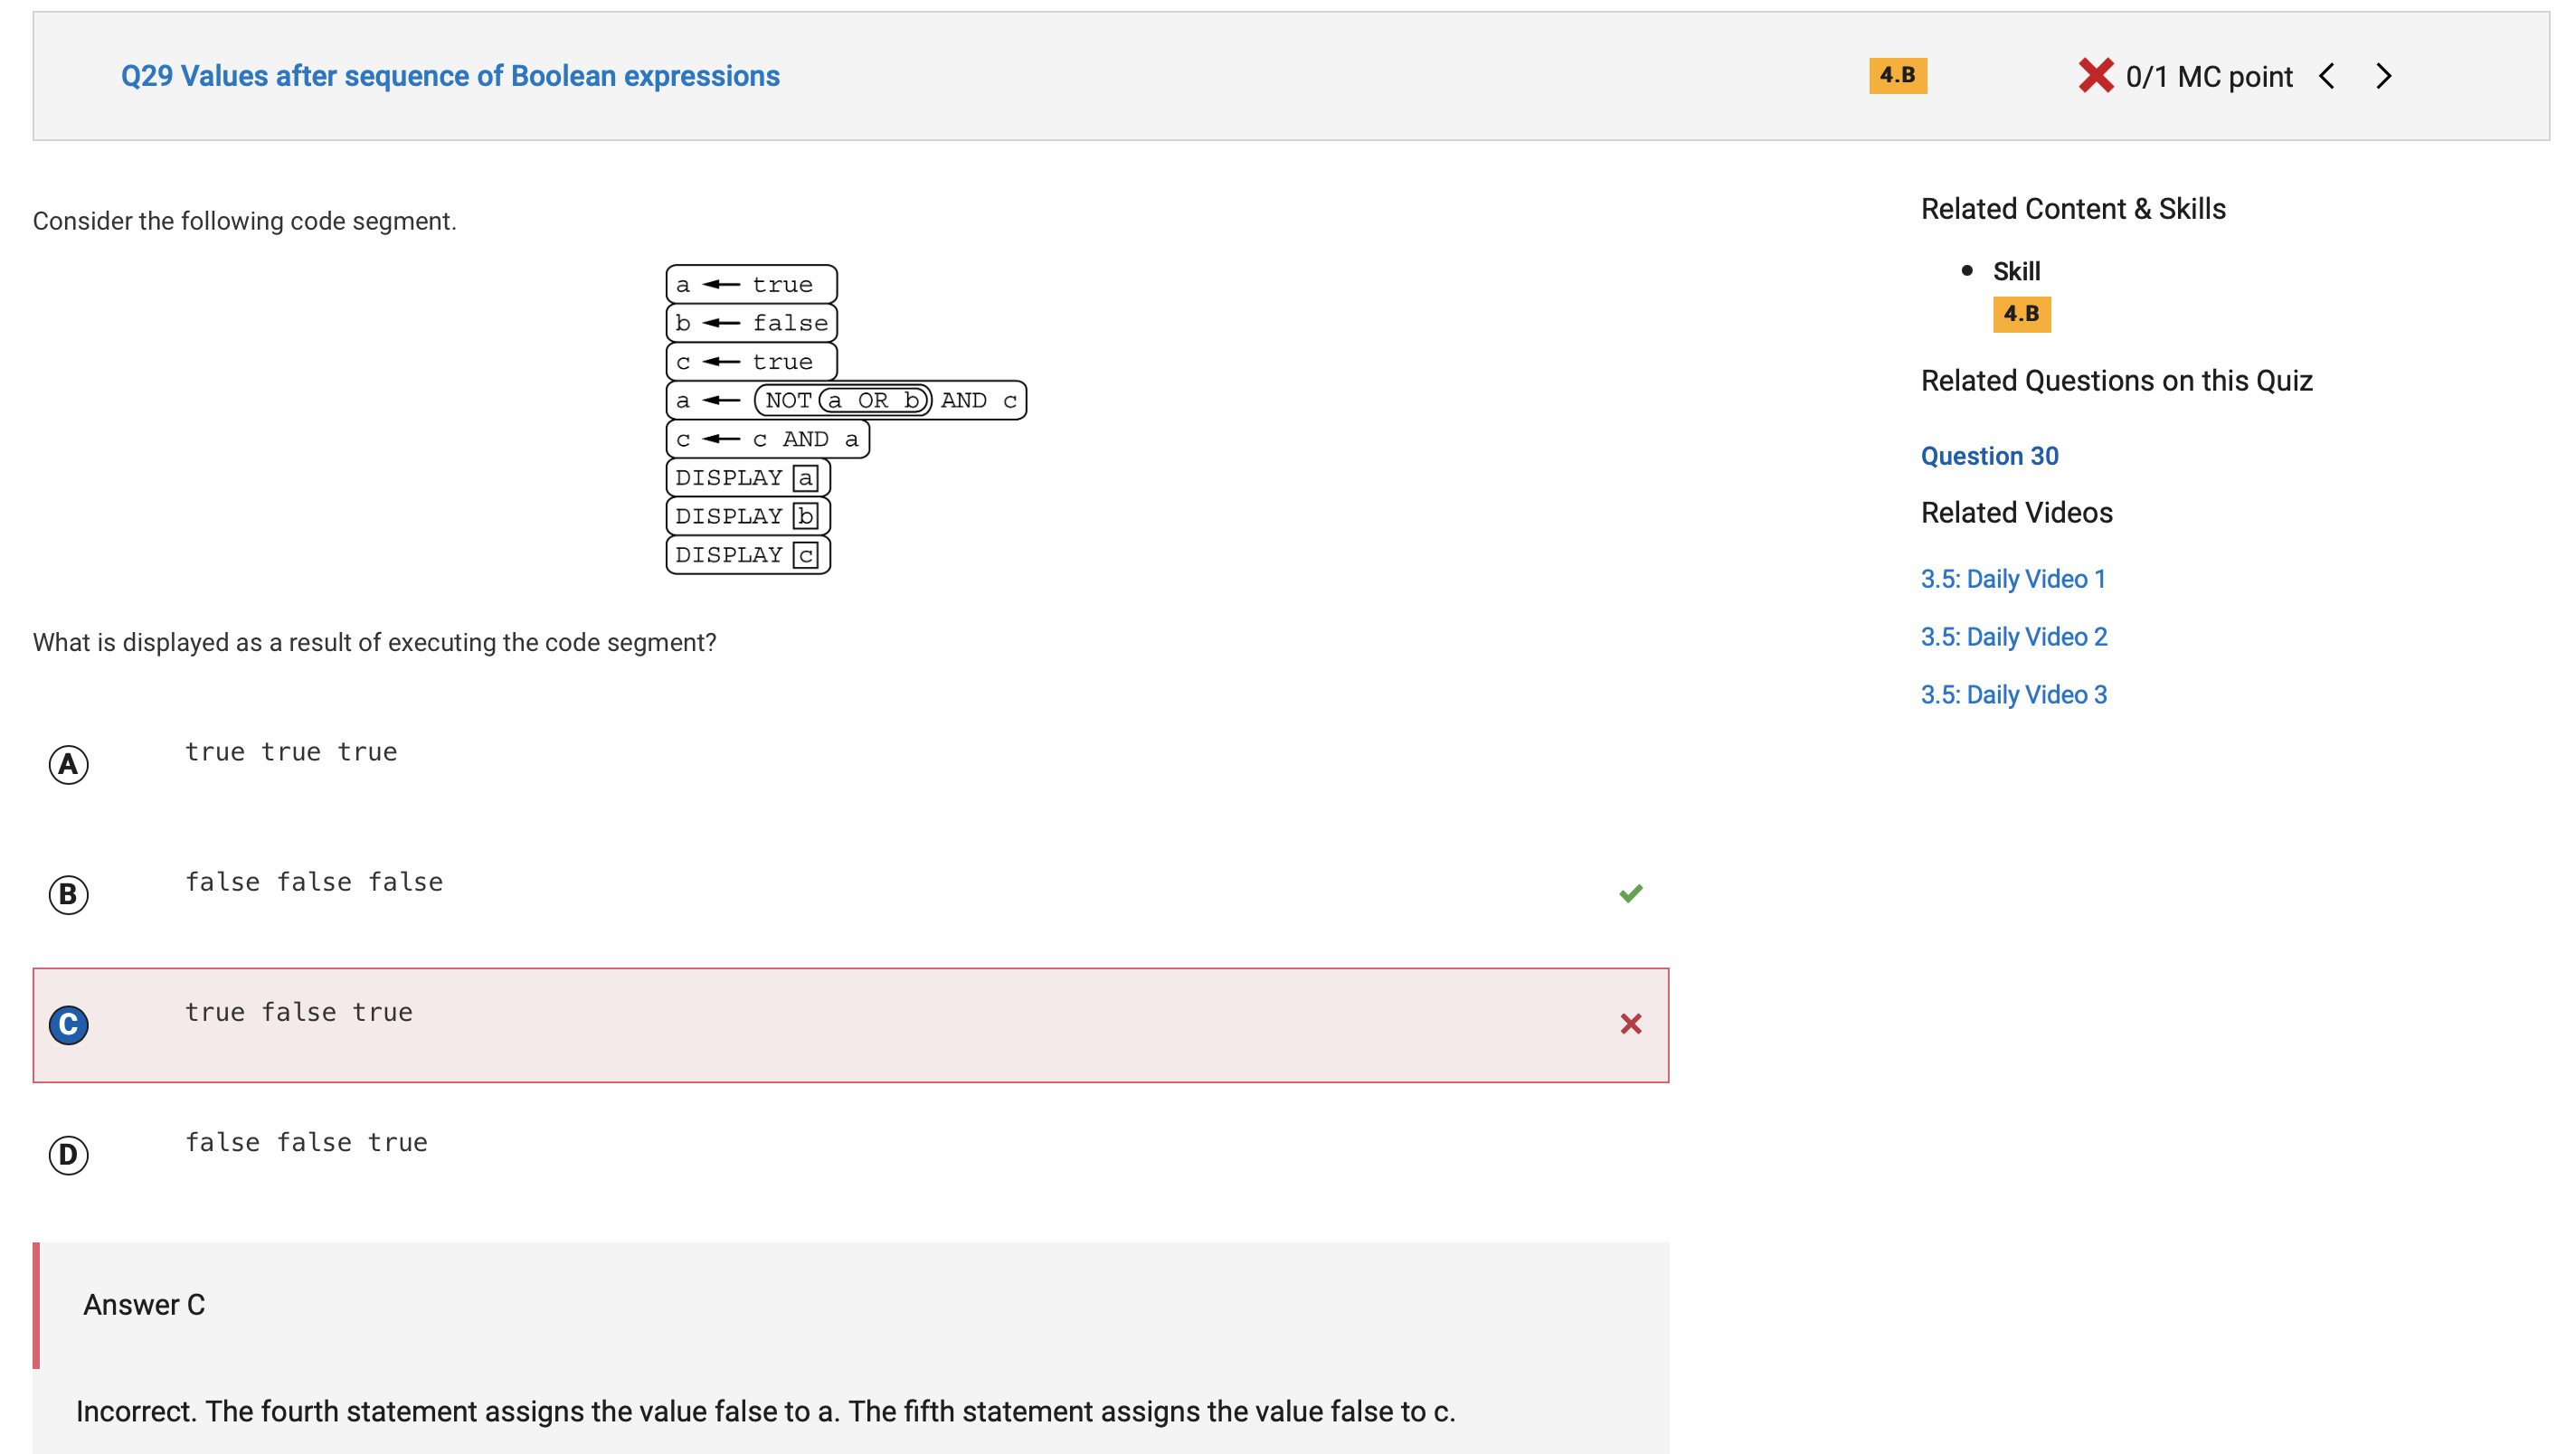 Q29 Values after sequence of Boolean expressions
4.B
0/1 MC point
Consider the following code segment.
a ← true
b ← false
c ← true
a ← NOT a OR b AND c
c ← c AND a
DISPLAY a
DISPLAY b
DISPLAY c
What is displayed as a result of executing the code segment?
A true true true
B false false false
C true false true
D false false true
Answer C
Incorrect. The fourth statement assigns the value false to a. The fifth statement assigns the value false to c.
Related Content & Skills
Skill
4.B
Related Questions on this Quiz
Question 30
Related Videos
3.5: Daily Video 1
3.5: Daily Video 2
3.5: Daily Video 3